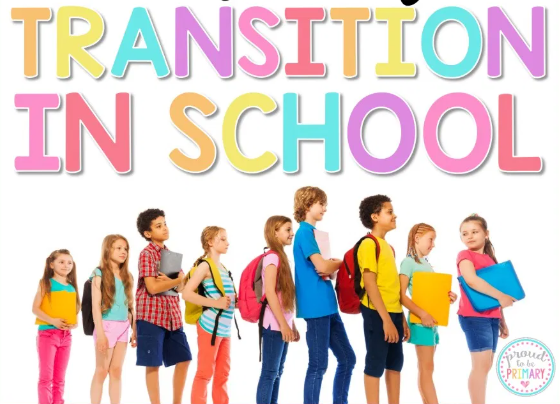 TRANSITION
IN SCHOOL
proud
to be
PRIMARY